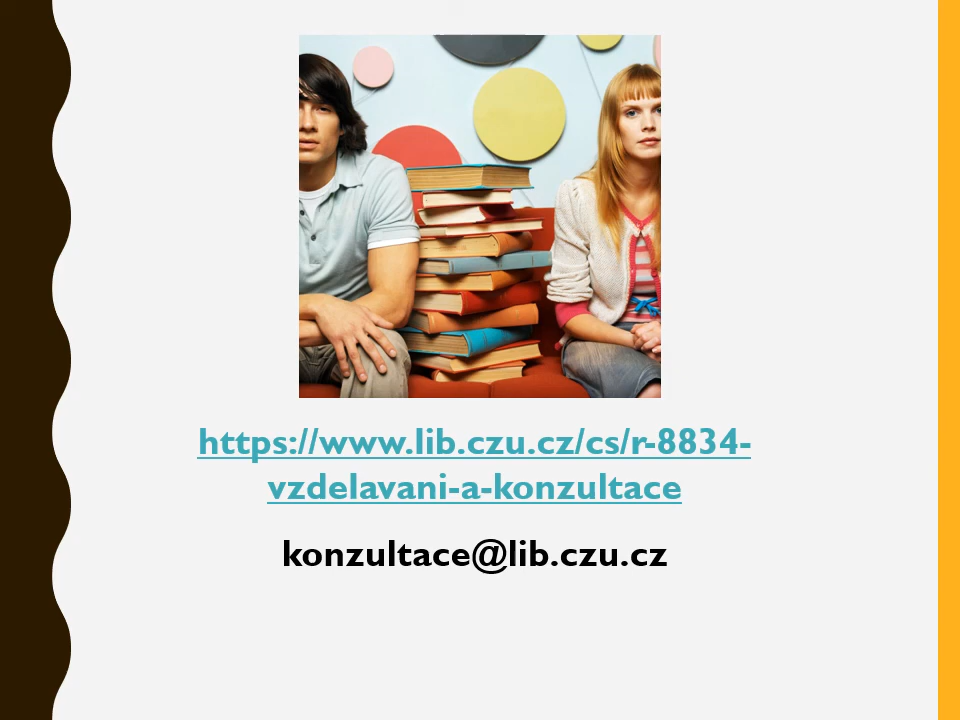 https://www.lib.czu.cz/cs/r-8834-
vzdelavani-a-konzultace
konzultace@lib.czu.cz